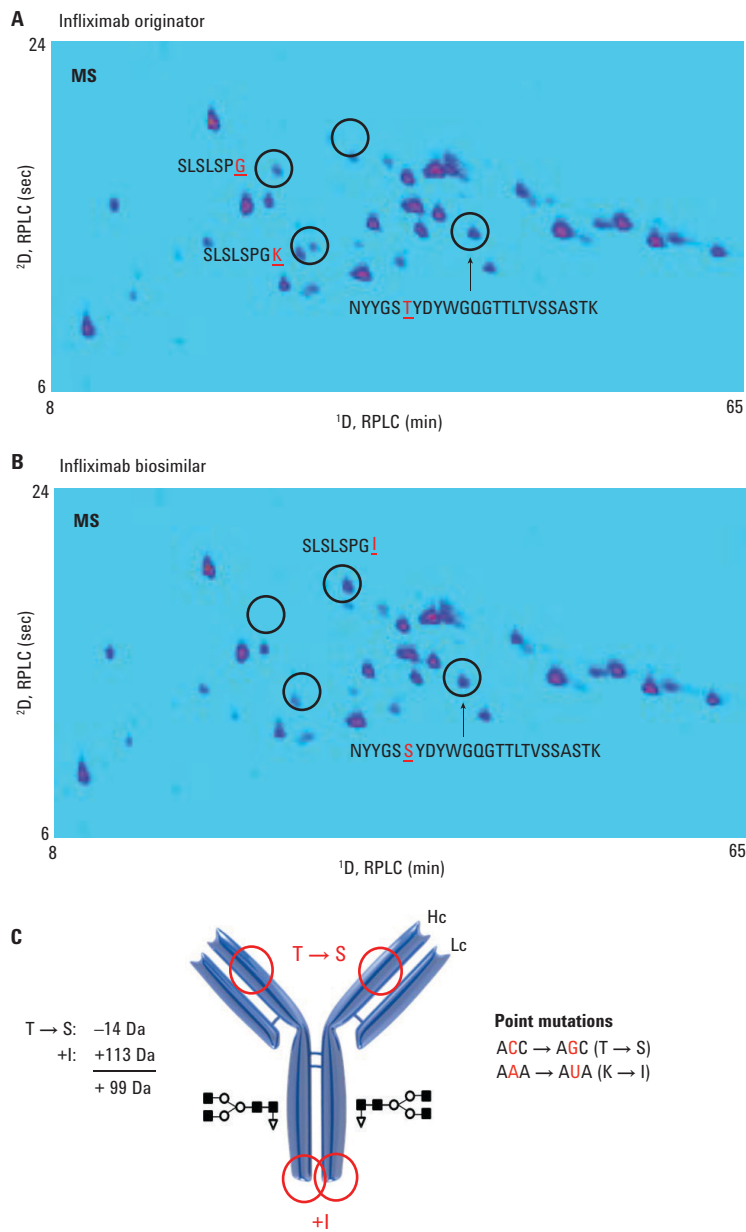 A Infliximab originator
24
MS
SLSLSPG
SLSLSPGK
NYYGSTYDYWGQGTTLTVSSASTK
²D, RPLC (sec)
6
8
65
¹D, RPLC (min)
B Infliximab biosimilar
24
MS
SLSLSPGI
NYYGSSYDYWGQGTTLTVSSASTK
²D, RPLC (sec)
6
8
65
¹D, RPLC (min)
C
Hc
Lc
T → S
T → S: –14 Da
+I: +113 Da
+ 99 Da
Point mutations
ACC → AGC (T → S)
AAA → AUA (K → I)
+I